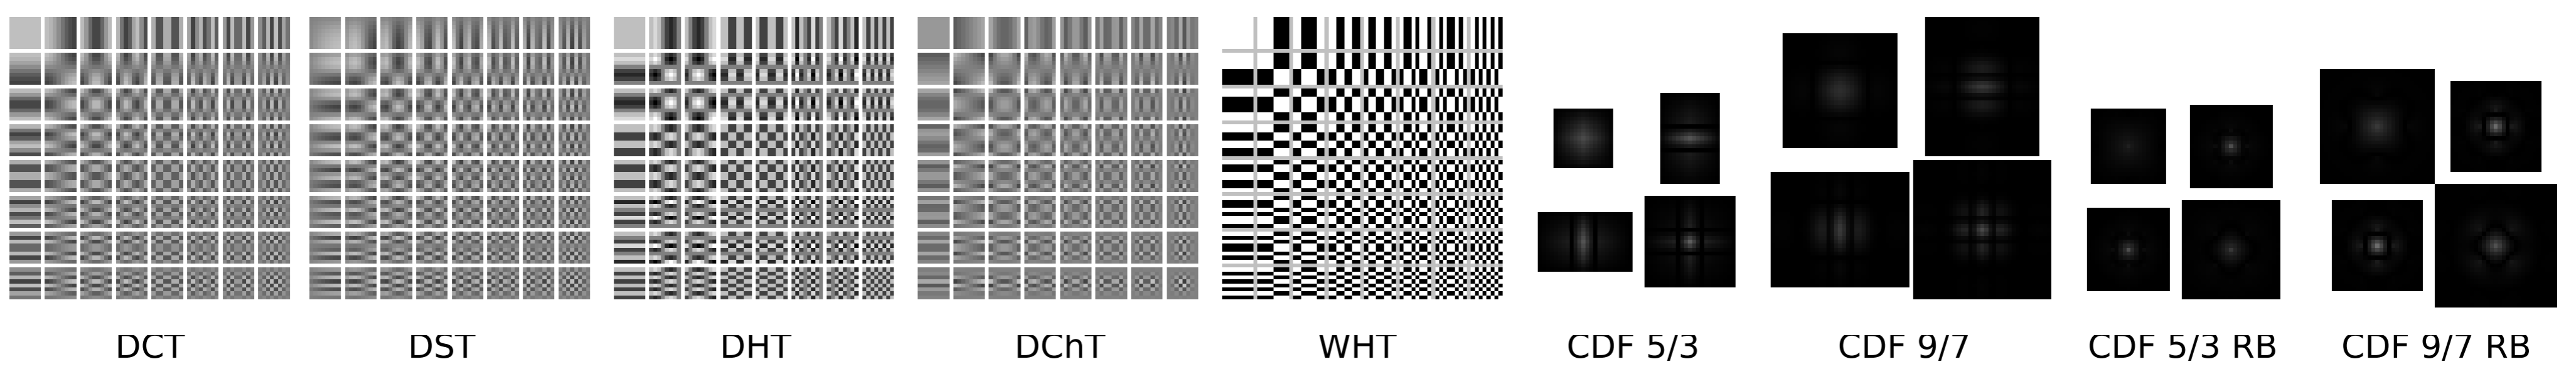 DCT
DST
DHT
DChT
WHT
CDF 5/3
CDF 9/7
CDF 5/3 RB
CDF 9/7 RB